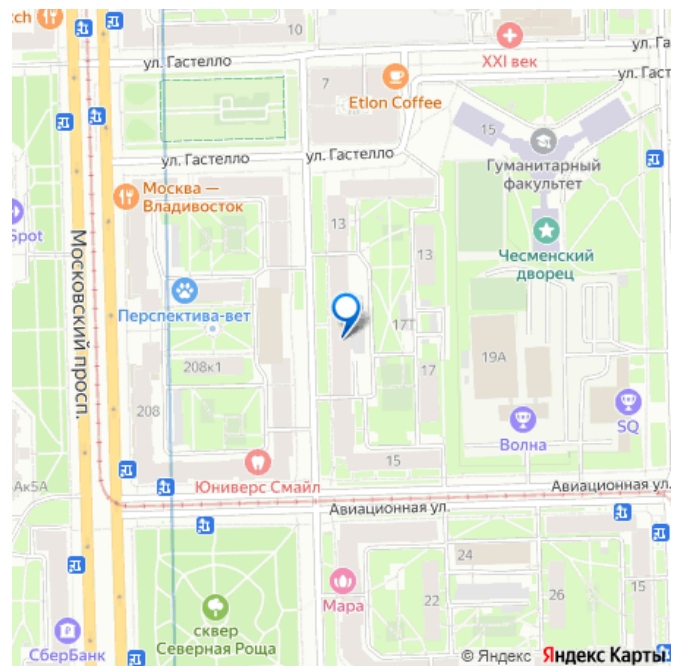 tch
10
ул. Гастелло
XXI век
ул. Га
ул. Гаст
7
Etlon Coffee
15
Гуманитарный
факультет
ул. Гастелло
ул. Гастелло
Москва —
Владивосток
13
13
Spot
Чесменский
дворец
Московский просп.
Перспектива-вет
17Т
19А
208к1
17
208
SQ
Волна
15
Юниверс Смайл
Ак5А
Авиационная ул.
Авиационная ул.
24
Мара
22
26
15
сквер
Северная Роща
СберБанк
© Яндекс Яндекс Карты